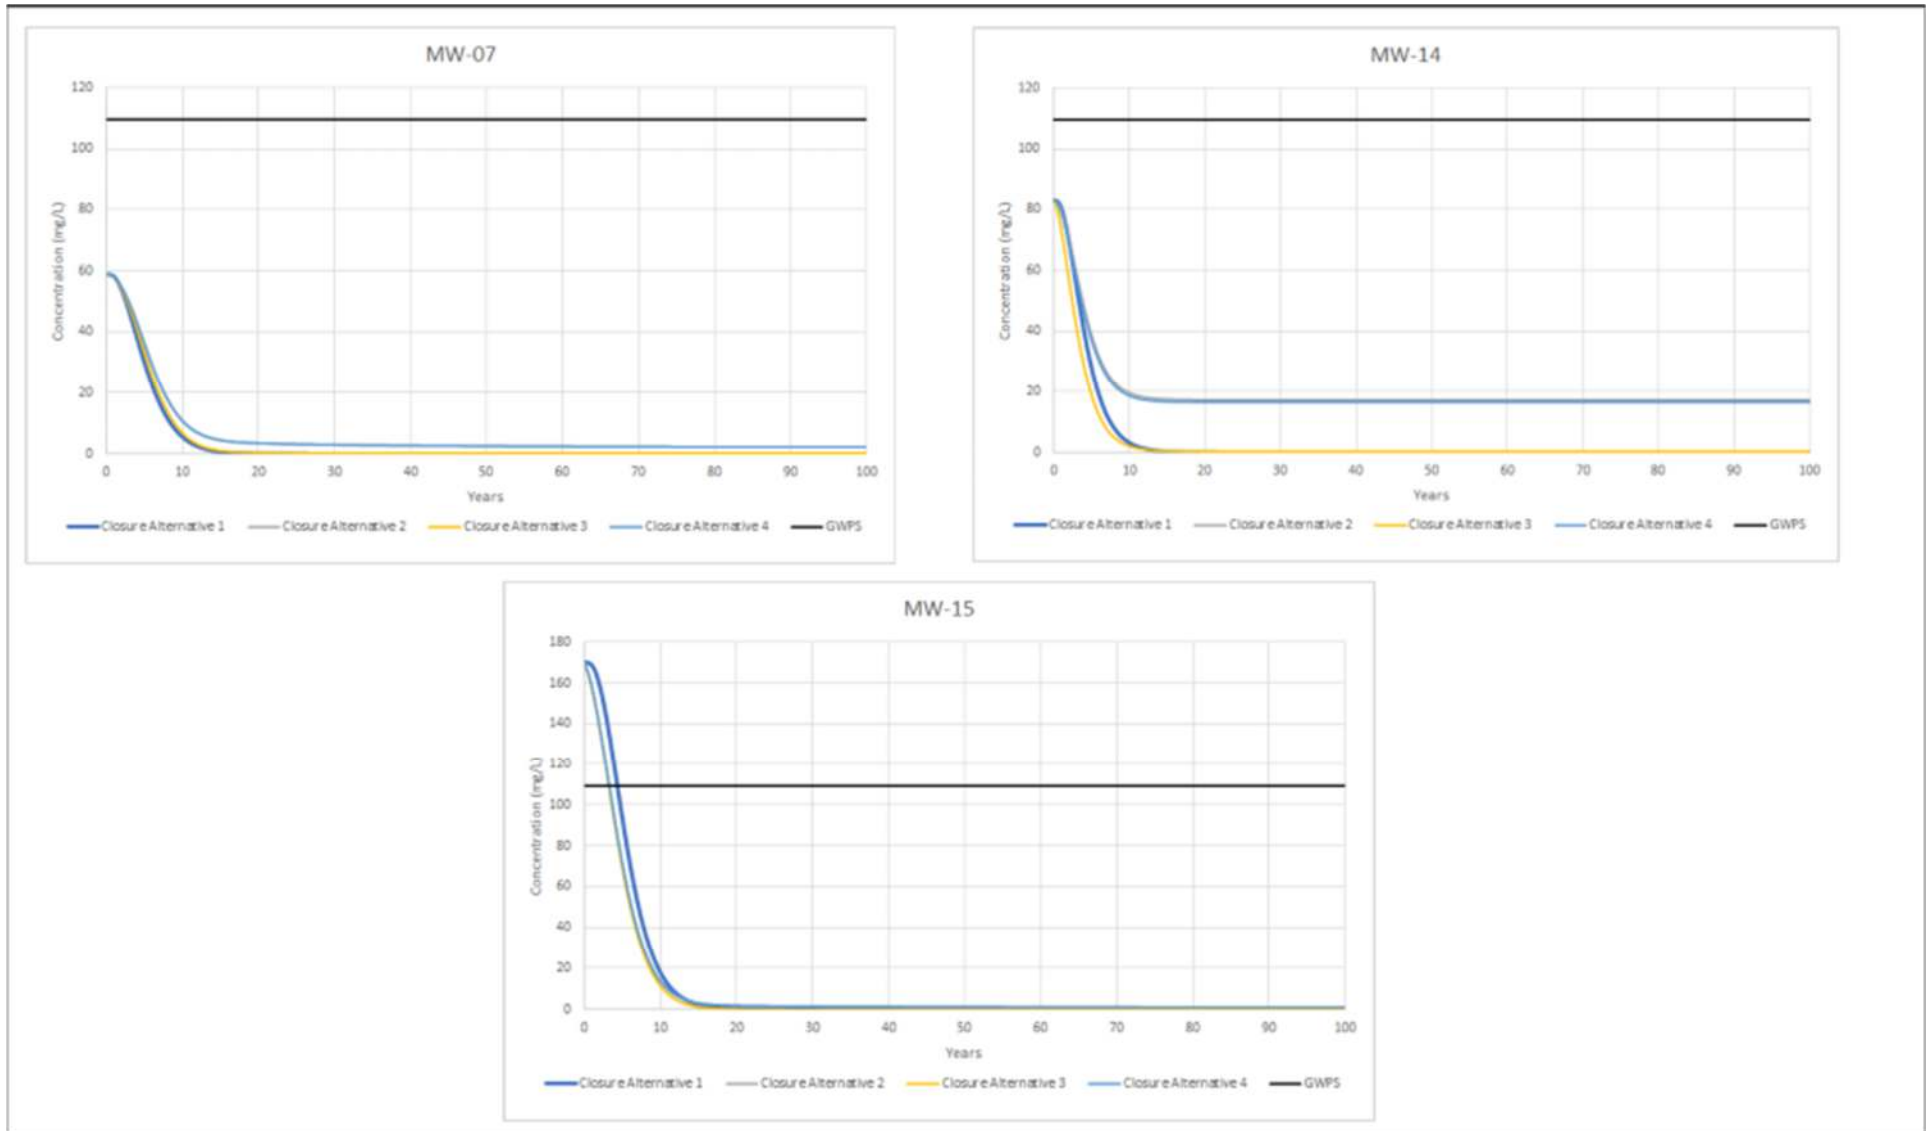 MW-07
120
100
80
60
40
20
0
Concentration (mg/L)
0 10 20 30 40 50 60 70 80 90 100
Years
Closure Alternative 1 Closure Alternative 2 Closure Alternative 3 Closure Alternative 4 GWPS
MW-14
120
100
80
60
40
20
0
Concentration (mg/L)
0 10 20 30 40 50 60 70 80 90 100
Years
Closure Alternative 1 Closure Alternative 2 Closure Alternative 3 Closure Alternative 4 GWPS
MW-15
180
160
140
120
100
80
60
40
20
0
Concentration (mg/L)
0 10 20 30 40 50 60 70 80 90 100
Years
Closure Alternative 1 Closure Alternative 2 Closure Alternative 3 Closure Alternative 4 GWPS